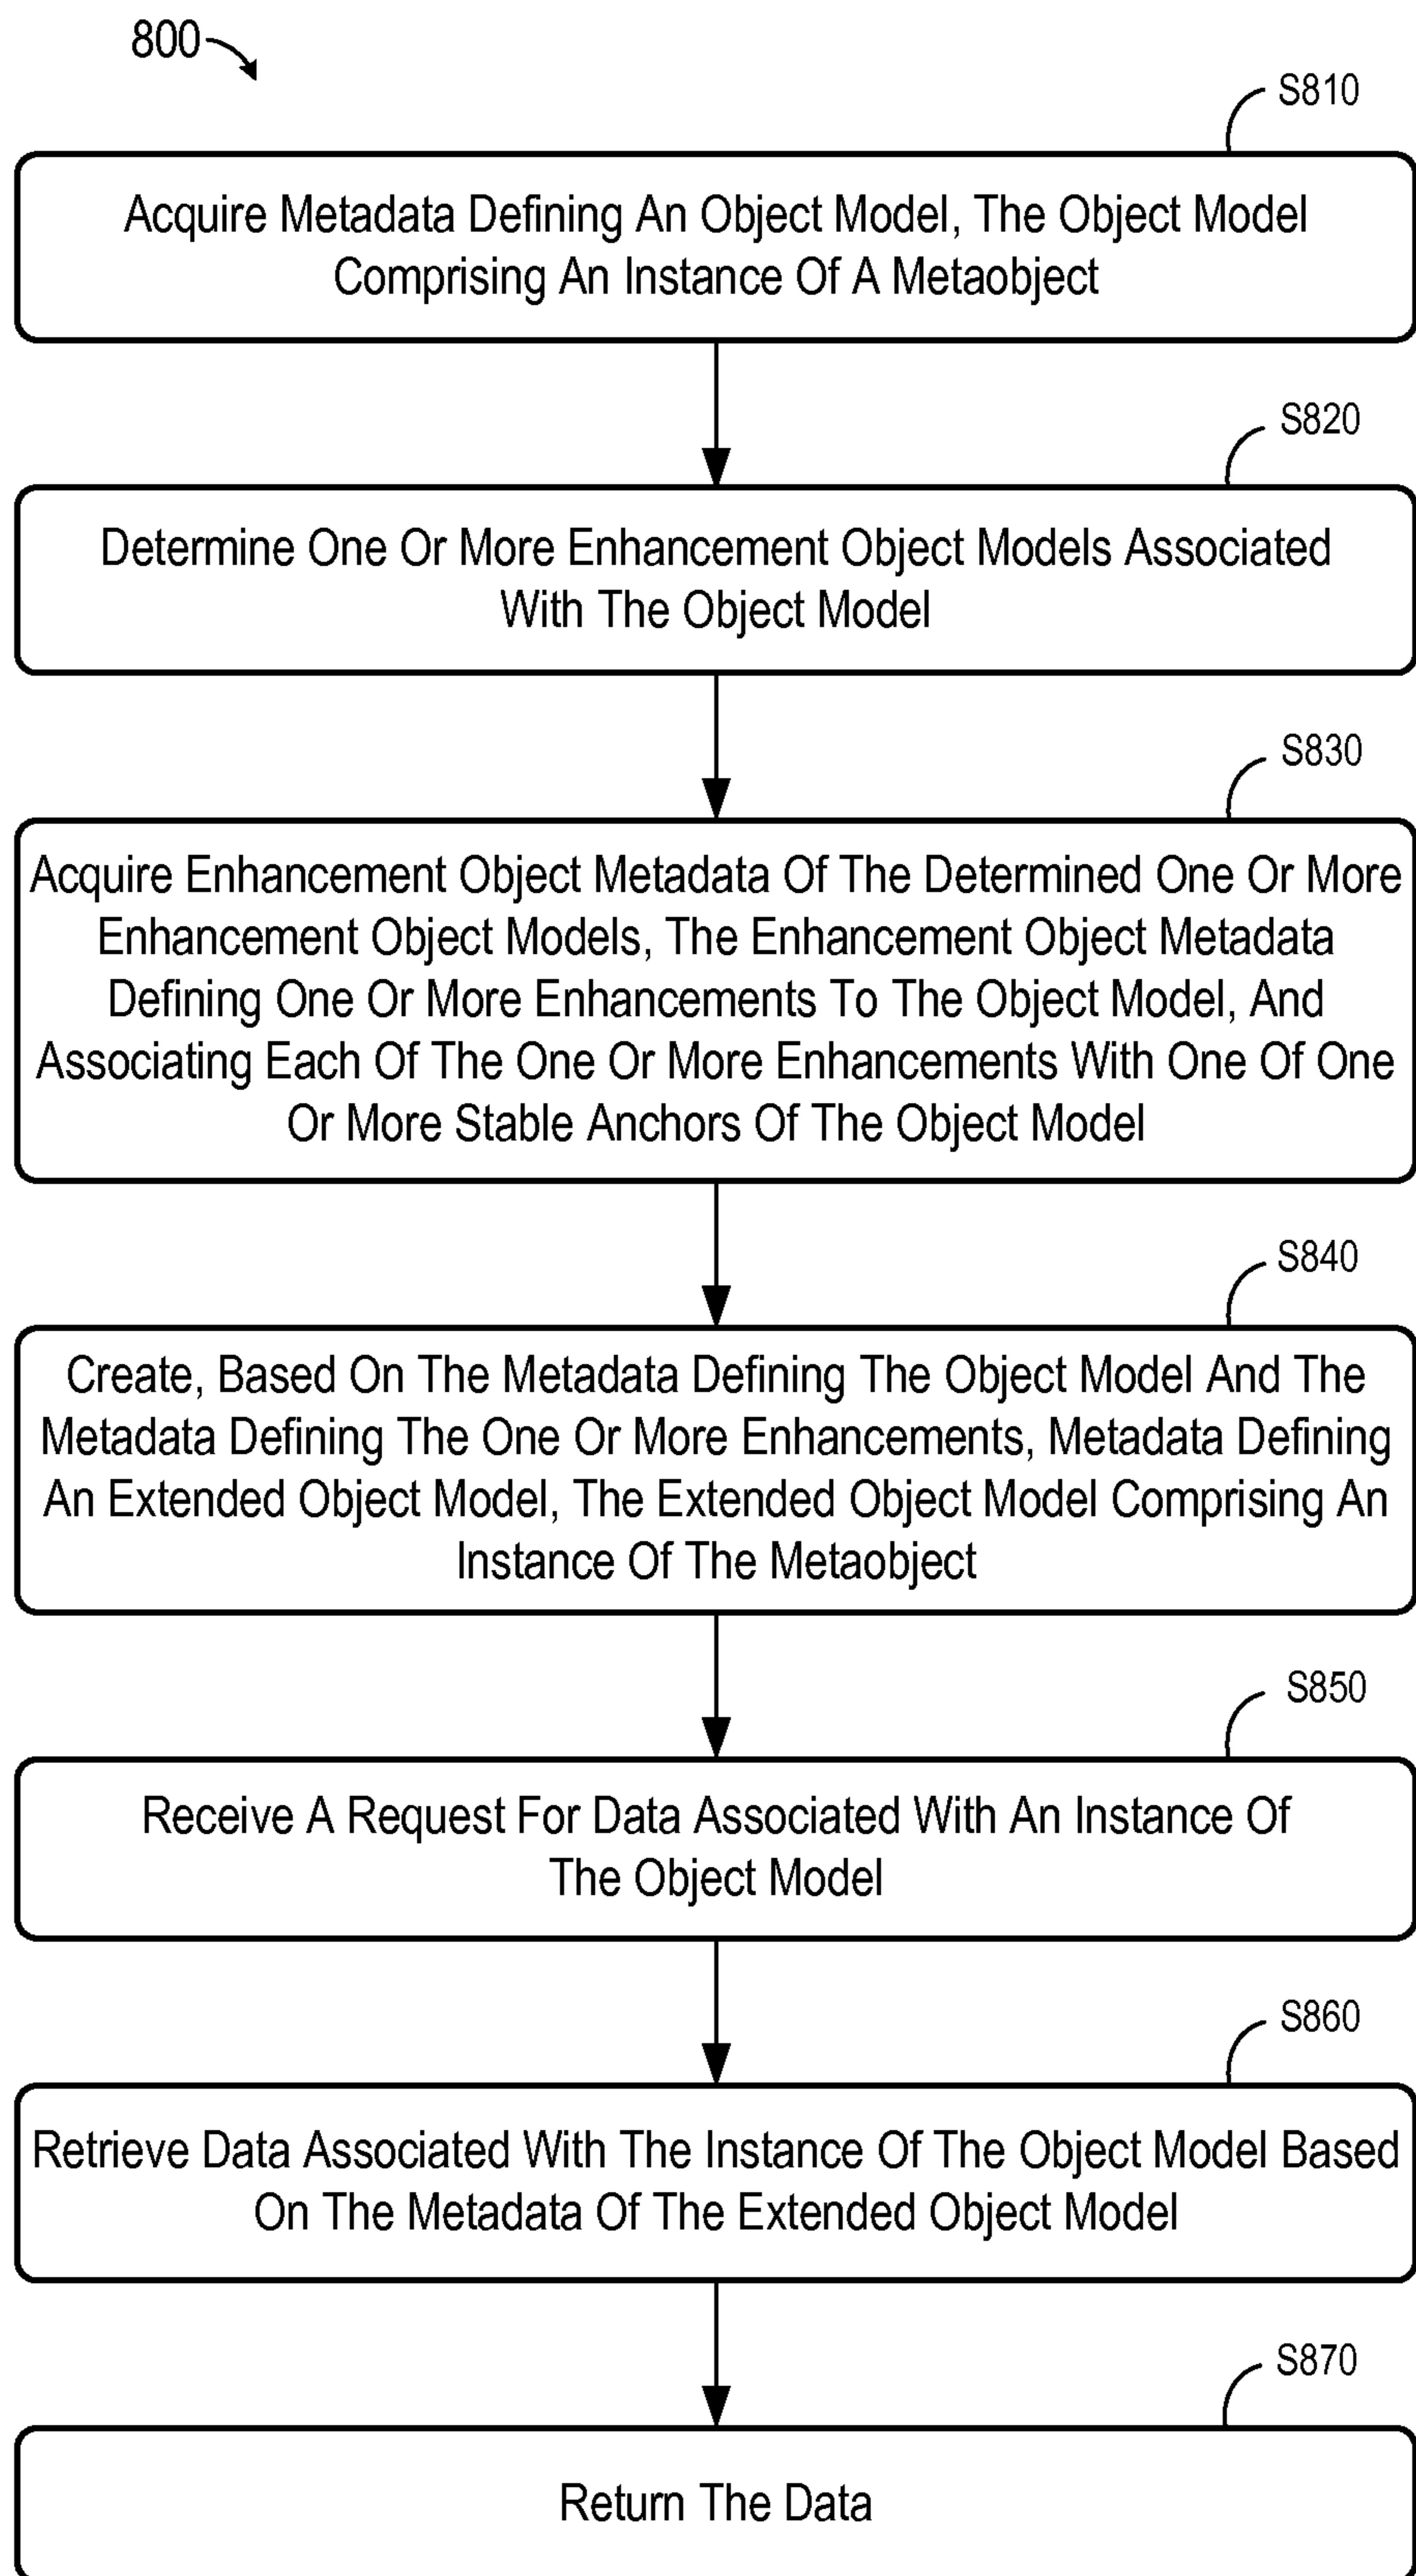 800
S810
Acquire Metadata Defining An Object Model, The Object Model
Comprising An Instance Of A Metaobject
S820
Determine One Or More Enhancement Object Models Associated
With The Object Model
S830
Acquire Enhancement Object Metadata Of The Determined One Or More
Enhancement Object Models, The Enhancement Object Metadata
Defining One Or More Enhancements To The Object Model, And
Associating Each Of The One Or More Enhancements With One Of One
Or More Stable Anchors Of The Object Model
S840
Create, Based On The Metadata Defining The Object Model And The
Metadata Defining The One Or More Enhancements, Metadata Defining
An Extended Object Model, The Extended Object Model Comprising An
Instance Of The Metaobject
S850
Receive A Request For Data Associated With An Instance Of
The Object Model
S860
Retrieve Data Associated With The Instance Of The Object Model Based
On The Metadata Of The Extended Object Model
S870
Return The Data